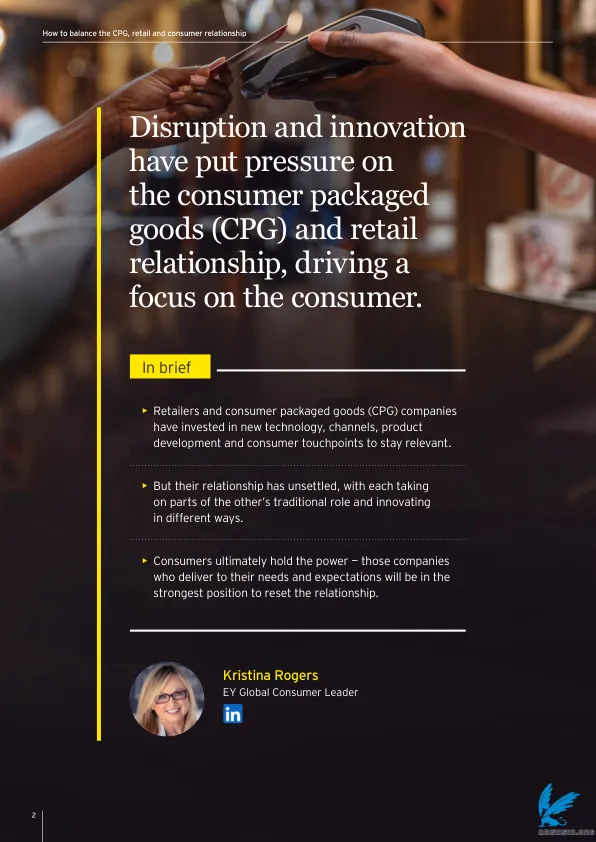 How to balance the CPG, retail and consumer relationship
Disruption and innovation
have put pressure on
the consumer packaged
goods (CPG) and retail
relationship, driving a
focus on the consumer.
In brief
Retailers and consumer packaged goods (CPG) companies
have invested in new technology, channels, product
development and consumer touchpoints to stay relevant.
But their relationship has unsettled, with each taking
on parts of the other's traditional role and innovating
in different ways.
Consumers ultimately hold the power — those companies
who deliver to their needs and expectations will be in the
strongest position to reset the relationship.
Kristina Rogers
EY Global Consumer Leader
in
2